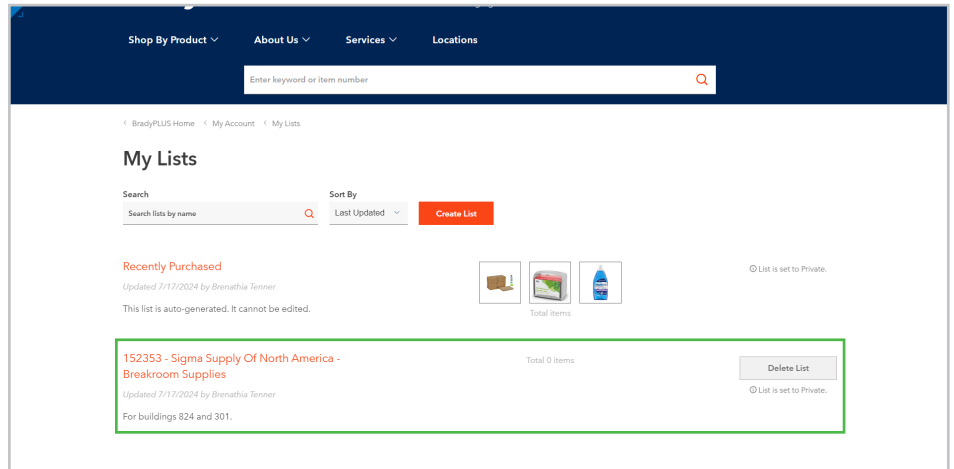 Shop By Product About Us Services Locations
Enter keyword or item number
BradyPLUS Home My Account My Lists
My Lists
Search
Sort By
Search lists by name
Last Updated
Create List
Recently Purchased
Updated 7/17/2024 by Brenathia Tenner
This list is auto-generated. It cannot be edited.
Total items
List is set to Private.
152353 - Sigma Supply Of North America -
Breakroom Supplies
Updated 7/17/2024 by Brenathia Tenner
For buildings 824 and 301.
Total 0 items
Delete List
List is set to Private.